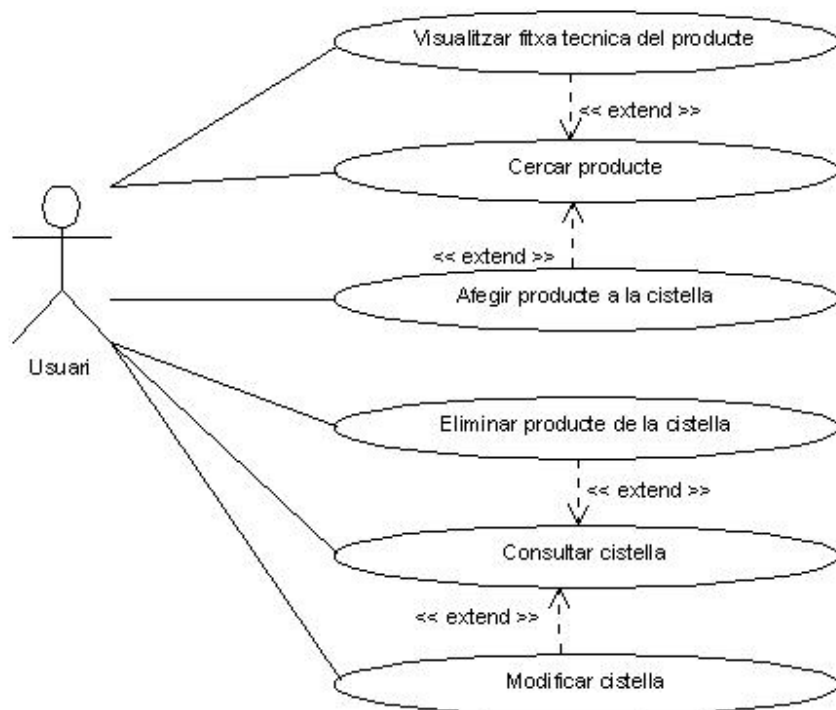 Visualitzar fitxa tecnica del producte
<< extend >>
Cercar producte
<< extend >>
Afegir producte a la cistella
Usuari
Eliminar producte de la cistella
<< extend >>
Consultar cistella
<< extend >>
Modificar cistella